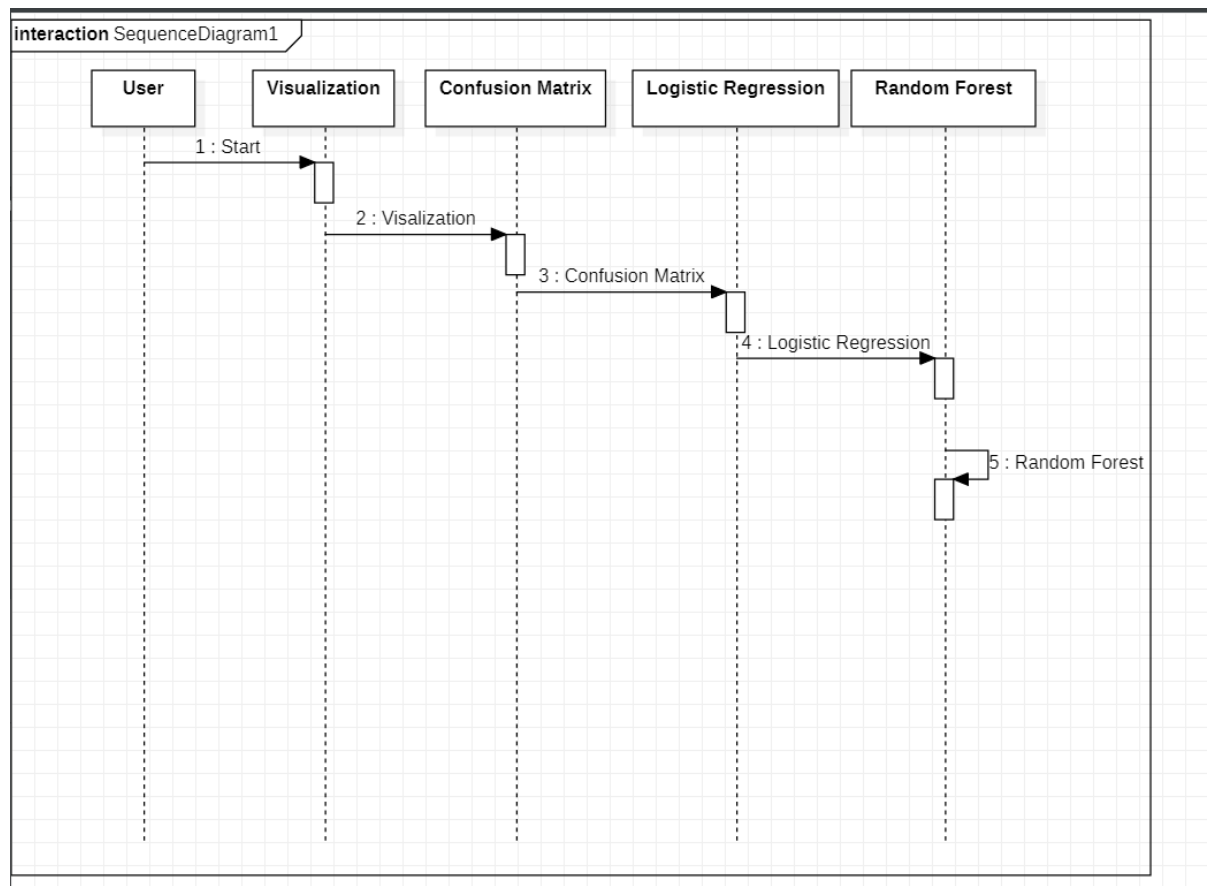 interaction SequenceDiagram1
User
Visualization
Confusion Matrix
Logistic Regression
Random Forest
1 : Start
2 : Visalization
3 : Confusion Matrix
4 : Logistic Regression
5 : Random Forest